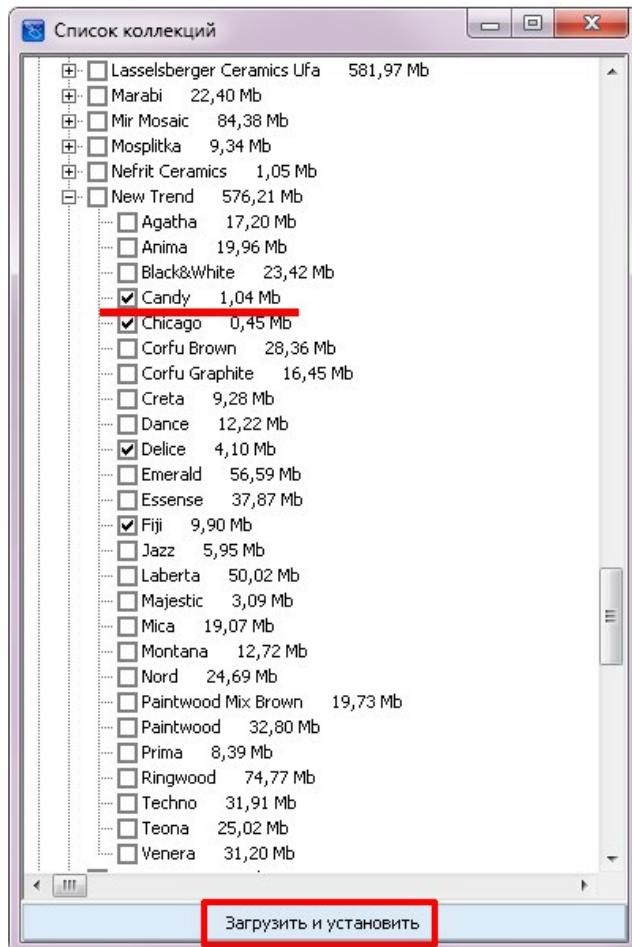 Список коллекций
Lasselsberger Ceramics Ufa 581,97 Mb
Marabi 22,40 Mb
Mir Mosaic 84,38 Mb
Mosplitka 9,34 Mb
Nefrit Ceramics 1,05 Mb
New Trend 576,21 Mb
Agatha 17,20 Mb
Anima 19,96 Mb
Black&White 23,42 Mb
Candy 1,04 Mb
Chicago 0,45 Mb
Corfu Brown 28,36 Mb
Corfu Graphite 16,45 Mb
Creta 9,28 Mb
Dance 12,22 Mb
Delice 4,10 Mb
Emerald 56,59 Mb
Essense 37,87 Mb
Fiji 9,90 Mb
Jazz 5,95 Mb
Laberta 50,02 Mb
Majestic 3,09 Mb
Mica 19,07 Mb
Montana 12,72 Mb
Nord 24,69 Mb
Paintwood Mix Brown 19,73 Mb
Paintwood 32,80 Mb
Prima 8,39 Mb
Ringwood 74,77 Mb
Techno 31,91 Mb
Teona 25,02 Mb
Venera 31,20 Mb
Загрузить и установить